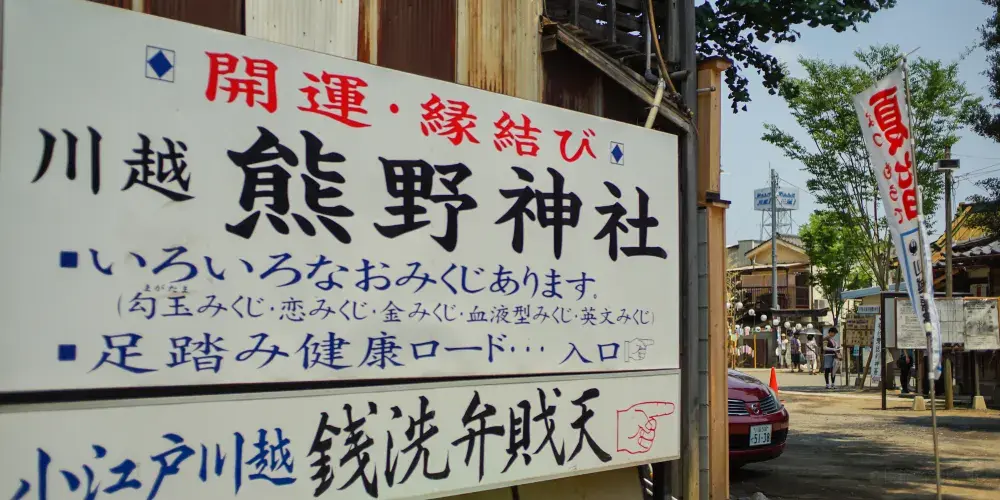 開運・縁結び
川越 熊野神社
■いろいろなおみくじあります。
まがたま
(勾玉みくじ・恋みくじ・金みくじ・血液型みくじ・英文みくじ)
■足踏み健康ロード… 入口
小江戸川越 銭洗弁財天
夏詣
51-38